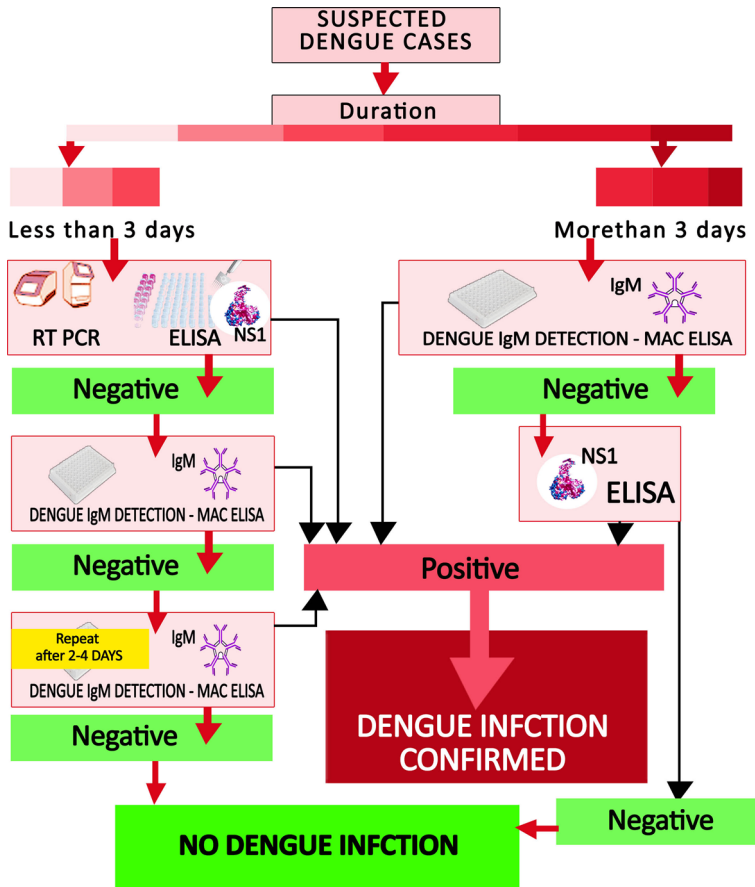 SUSPECTED
DENGUE CASES
Duration
Less than 3 days
Morethan 3 days
RT PCR
ELISA
NS1
IgM
DENGUE IgM DETECTION - MAC ELISA
Negative
Negative
IgM
DENGUE IgM DETECTION - MAC ELISA
NS1
ELISA
Negative
Positive
Repeat
after 2-4 DAYS
IgM
DENGUE IgM DETECTION - MAC ELISA
Negative
DENGUE INFCTION
CONFIRMED
NO DENGUE INFCTION
Negative